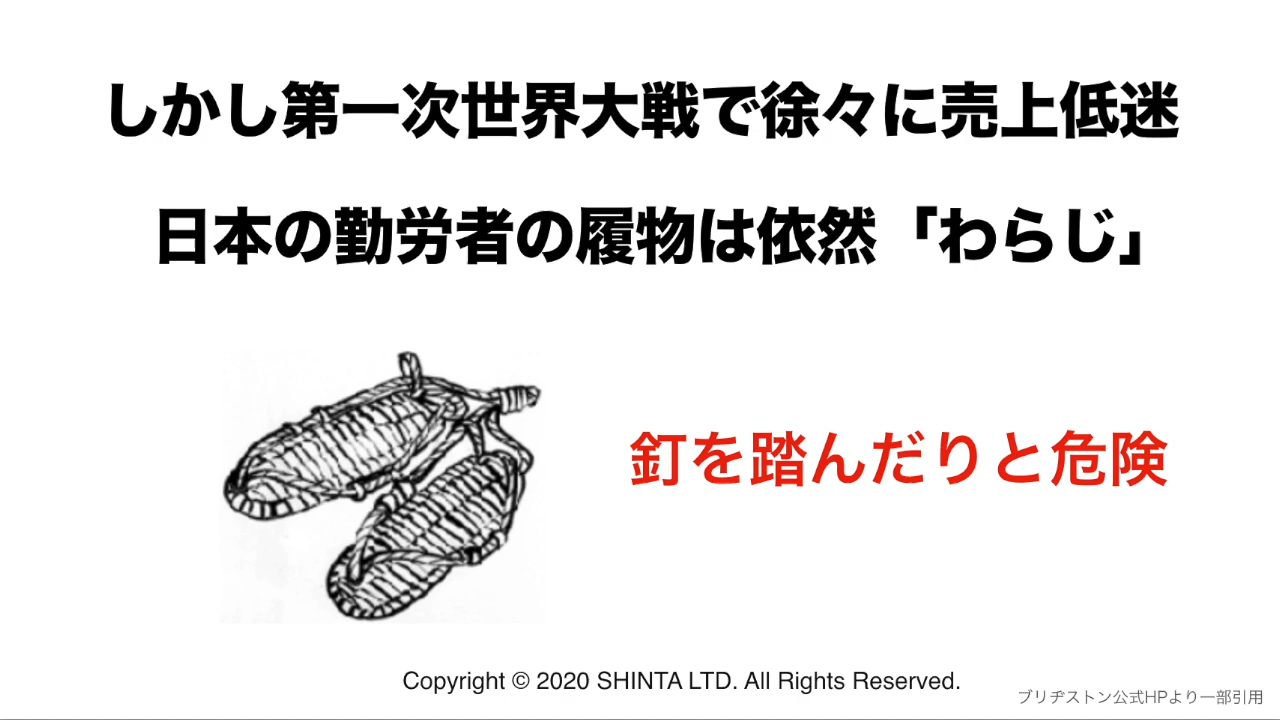 しかし第一次世界大戦で徐々に売上低迷
日本の勤労者の履物は依然「わらじ」
釘を踏んだりと危険
Copyright © 2020 SHINTA LTD. All Rights Reserved.
ブリヂストン公式HPより一部引用